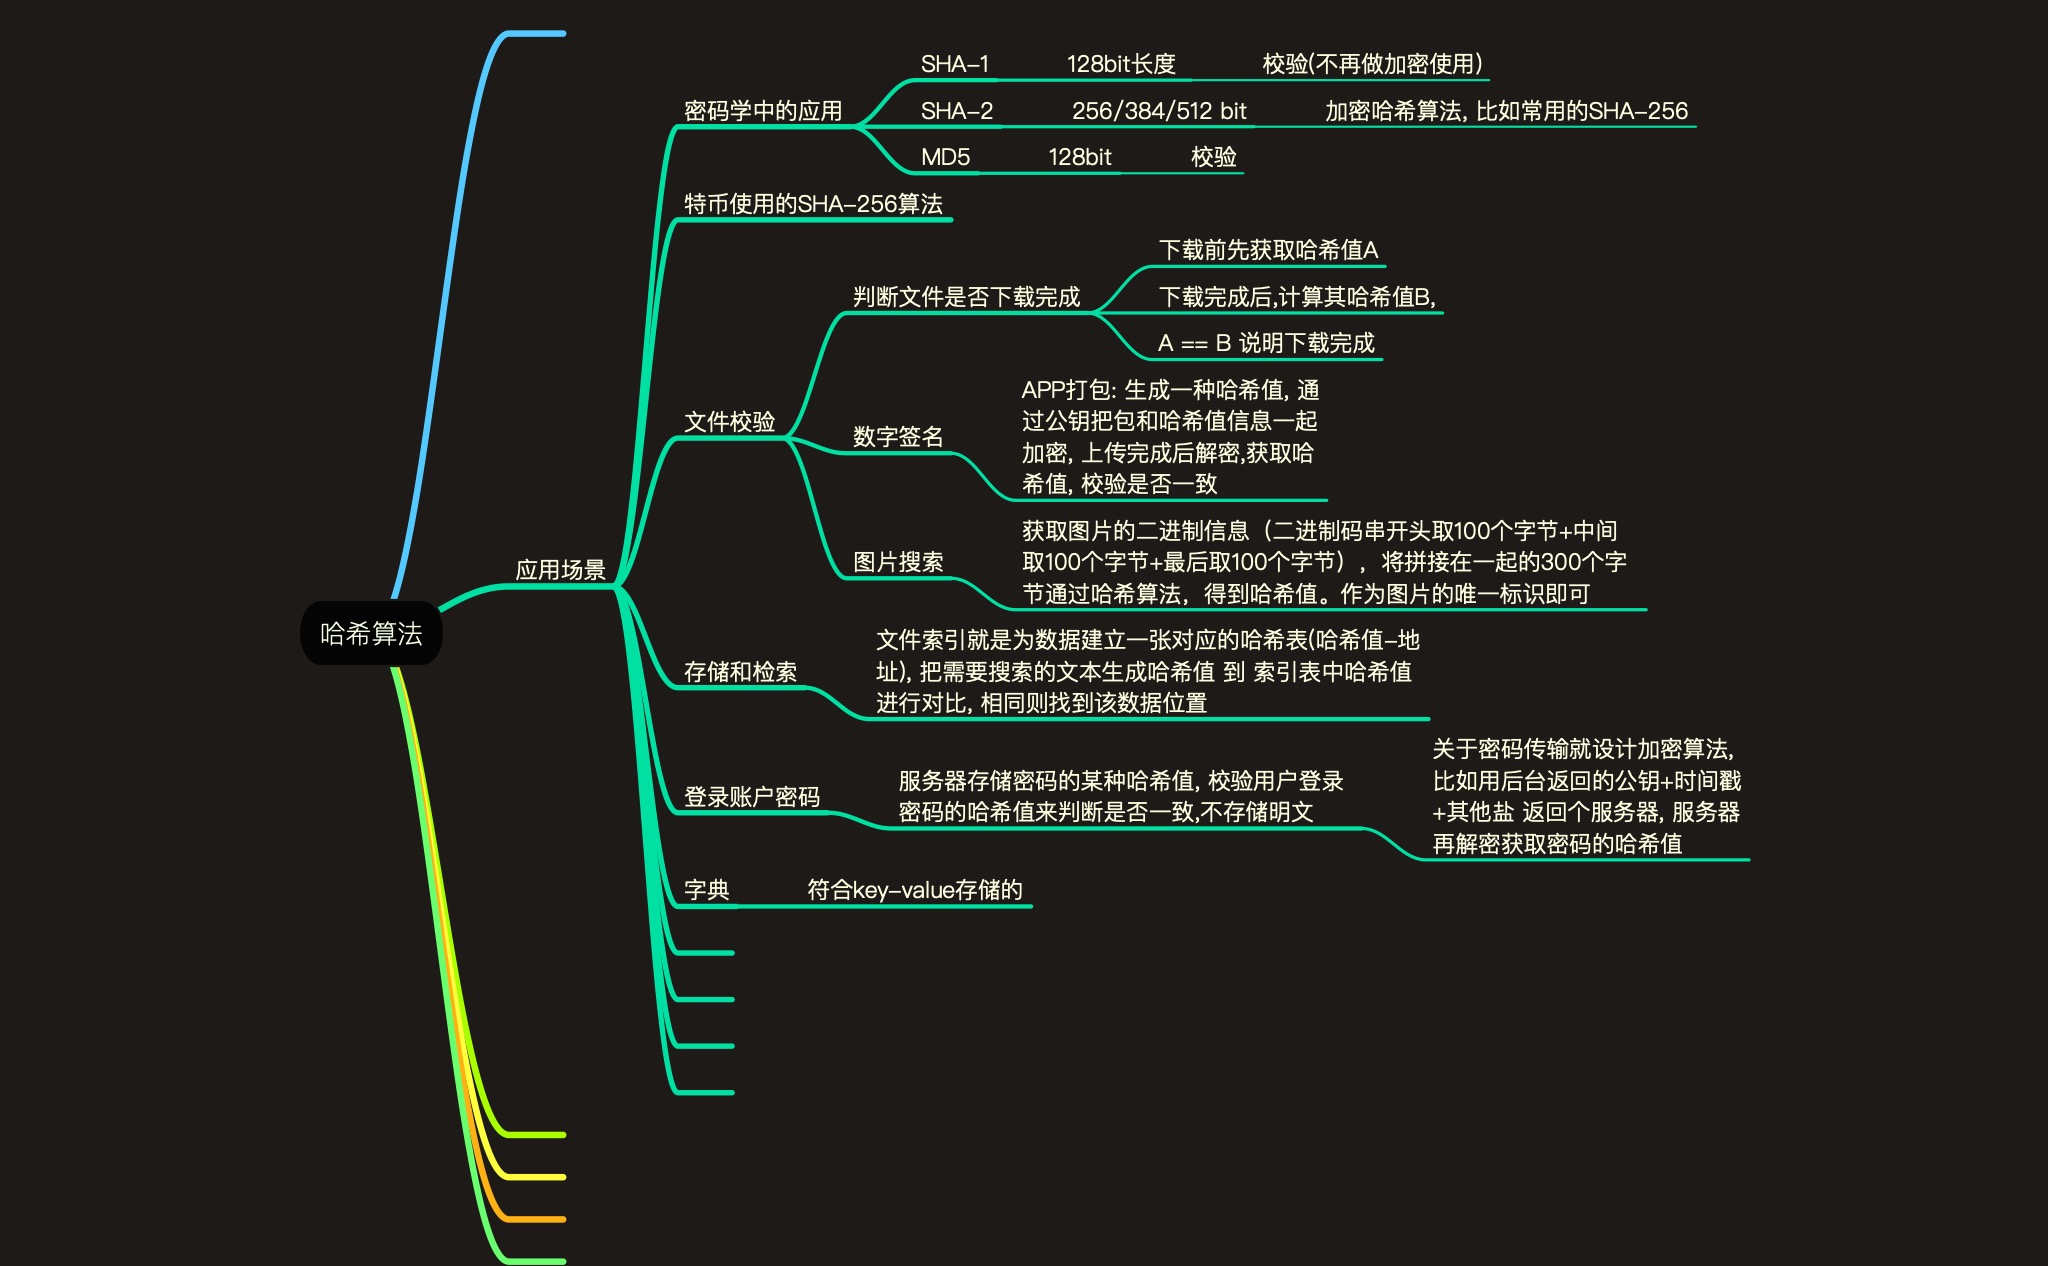 哈希算法
应用场景
密码学中的应用
SHA-1
128bit长度
校验(不再做加密使用)
SHA-2
256/384/512 bit
加密哈希算法, 比如常用的SHA-256
MD5
128bit
校验
特币使用的SHA-256算法
文件校验
判断文件是否下载完成
下载前先获取哈希值A
下载完成后,计算其哈希值B,
A == B 说明下载完成
数字签名
APP打包: 生成一种哈希值, 通
过公钥把包和哈希值信息一起
加密, 上传完成后解密,获取哈
希值, 校验是否一致
图片搜索
获取图片的二进制信息（二进制码串开头取100个字节+中间
取100个字节+最后取100个字节），将拼接在一起的300个字
节通过哈希算法，得到哈希值。作为图片的唯一标识即可
存储和检索
文件索引就是为数据建立一张对应的哈希表(哈希值-地
址), 把需要搜索的文本生成哈希值 到 索引表中哈希值
进行对比, 相同则找到该数据位置
登录账户密码
服务器存储密码的某种哈希值, 校验用户登录
密码的哈希值来判断是否一致,不存储明文
关于密码传输就设计加密算法,
比如用后台返回的公钥+时间戳
+其他盐 返回个服务器, 服务器
再解密获取密码的哈希值
字典
符合key-value存储的